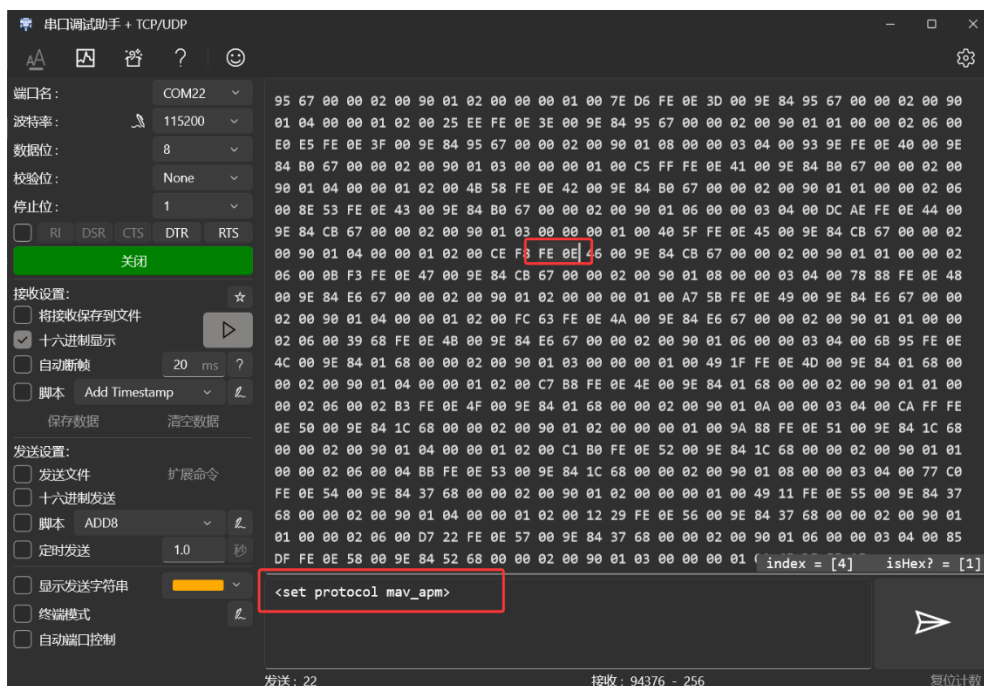 串口调试助手 + TCP/UDP
端口名: COM22
波特率: 115200
数据位: 8
校验位: None
停止位: 1
RI DSR CTS DTR RTS
关闭
接收设置:
将接收保存到文件
十六进制显示
自动断帧 20 ms ?
脚本 Add Timestamp
保存数据 清空数据
发送设置:
发送文件 扩展命令
十六进制发送
脚本 ADD8
定时发送 1.0 秒
显示发送字符串
终端模式
自动端口控制
95 67 00 00 02 00 90 01 02 00 00 00 01 00 7E D6 FE 0E 3D 00 9E 84 95 67 00 00 02 00 90
01 04 00 00 01 02 00 25 EE FE 0E 3E 00 9E 84 95 67 00 00 02 00 90 01 01 00 00 02 06 00
E0 E5 FE 0E 3F 00 9E 84 95 67 00 00 02 00 90 01 08 00 00 03 04 00 93 9E FE 0E 40 00 9E
84 B0 67 00 00 02 00 90 01 03 00 00 00 01 00 C5 FF FE 0E 41 00 9E 84 B0 67 00 00 02 00
90 01 04 00 00 01 02 00 4B 58 FE 0E 42 00 9E 84 B0 67 00 00 02 00 90 01 01 00 00 02 06
00 8E 53 FE 0E 43 00 9E 84 B0 67 00 00 02 00 90 01 06 00 00 03 04 00 DC AE FE 0E 44 00
9E 84 CB 67 00 00 02 00 90 01 03 00 00 00 01 00 40 5F FE 0E 45 00 9E 84 CB 67 00 00 02
00 90 01 04 00 00 01 02 00 CE F8 FE 0E 46 00 9E 84 CB 67 00 00 02 00 90 01 01 00 00 02
06 00 0B F3 FE 0E 47 00 9E 84 CB 67 00 00 02 00 90 01 08 00 00 03 04 00 78 88 FE 0E 48
00 9E 84 E6 67 00 00 02 00 90 01 02 00 00 00 01 00 A7 5B FE 0E 49 00 9E 84 E6 67 00 00
02 00 90 01 04 00 00 01 02 00 FC 63 FE 0E 4A 00 9E 84 E6 67 00 00 02 00 90 01 01 00 00
02 06 00 39 68 FE 0E 4B 00 9E 84 E6 67 00 00 02 00 90 01 06 00 00 03 04 00 6B 95 FE 0E
4C 00 9E 84 01 68 00 00 02 00 90 01 03 00 00 00 01 00 49 1F FE 0E 4D 00 9E 84 01 68 00
00 02 00 90 01 04 00 00 01 02 00 C7 B8 FE 0E 4E 00 9E 84 01 68 00 00 02 00 90 01 01 00
00 02 06 00 02 B3 FE 0E 4F 00 9E 84 01 68 00 00 02 00 90 01 0A 00 00 03 04 00 CA FF FE
0E 50 00 9E 84 1C 68 00 00 02 00 90 01 02 00 00 00 01 00 9A 88 FE 0E 51 00 9E 84 1C 68
00 00 02 00 90 01 04 00 00 01 02 00 C1 B0 FE 0E 52 00 9E 84 1C 68 00 00 02 00 90 01 01
00 00 02 06 00 04 BB FE 0E 53 00 9E 84 1C 68 00 00 02 00 90 01 08 00 00 03 04 00 77 C0
FE 0E 54 00 9E 84 37 68 00 00 02 00 90 01 02 00 00 00 01 00 49 11 FE 0E 55 00 9E 84 37
68 00 00 02 00 90 01 04 00 00 01 02 00 12 29 FE 0E 56 00 9E 84 37 68 00 00 02 00 90 01
01 00 00 02 06 00 D7 22 FE 0E 57 00 9E 84 37 68 00 00 02 00 90 01 06 00 00 03 04 00 85
DF FE 0E 58 00 9E 84 52 68 00 00 02 00 90 01 03 00 00 00 01
index = [4] isHex? = [1]
<set protocol mav_apm>
发送: 22 接收: 94376 - 256 复位计数